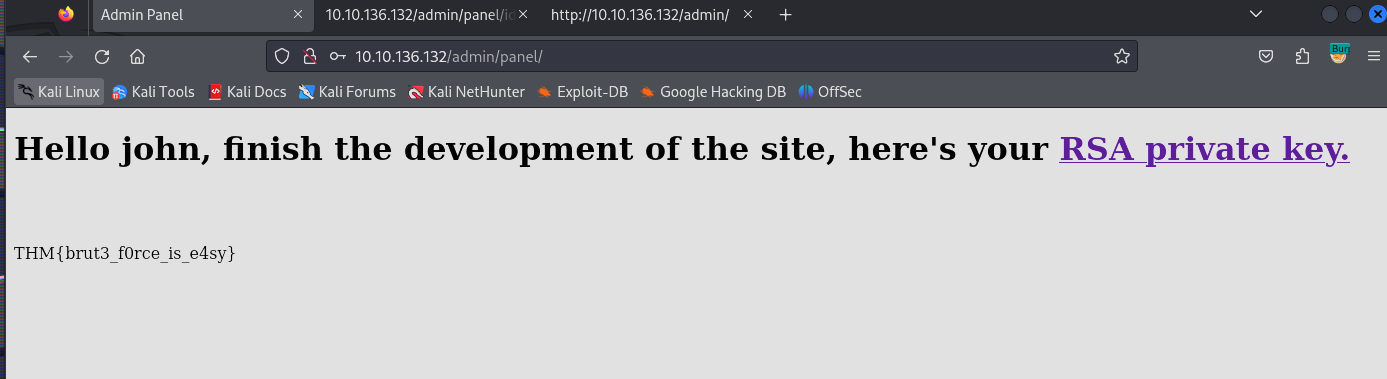 Admin Panel
10.10.136.132/admin/panel/id
http://10.10.136.132/admin/
10.10.136.132/admin/panel/
Kali Linux Kali Tools Kali Docs Kali Forums Kali NetHunter Exploit-DB Google Hacking DB OffSec
Hello john, finish the development of the site, here's your RSA private key.
THM{brut3_f0rce_is_e4sy}